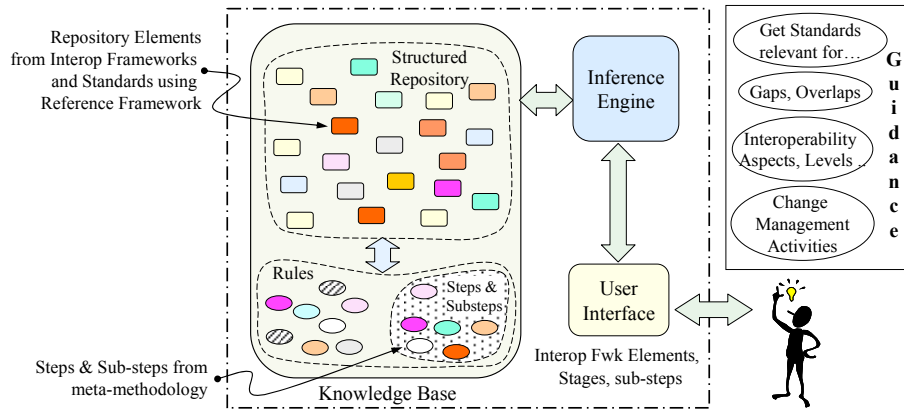 Repository Elements
from Interop Frameworks
and Standards using
Reference Framework
Structured
Repository
Rules
Steps &
Substeps
Steps & Sub-steps from
meta-methodology
Knowledge Base
Inference
Engine
User
Interface
Interop Fwk Elements,
Stages, sub-steps
Get Standards
relevant for…
Gaps, Overlaps
Interoperability
Aspects, Levels ..
Change
Management
Activities
Guidance